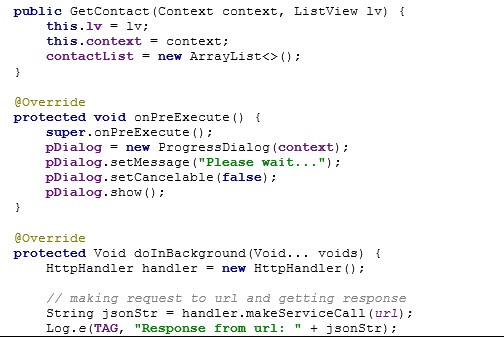 public GetContact(Context context, ListView lv) {
    this.lv = lv;
    this.context = context;
    contactList = new ArrayList<>();
}

@Override
protected void onPreExecute() {
    super.onPreExecute();
    pDialog = new ProgressDialog(context);
    pDialog.setMessage("Please wait...");
    pDialog.setCancelable(false);
    pDialog.show();
}

@Override
protected Void doInBackground(Void... voids) {
    HttpHandler handler = new HttpHandler();

    // making request to url and getting response
    String jsonStr = handler.makeServiceCall(url);
    Log.e(TAG, "Response from url: " + jsonStr);